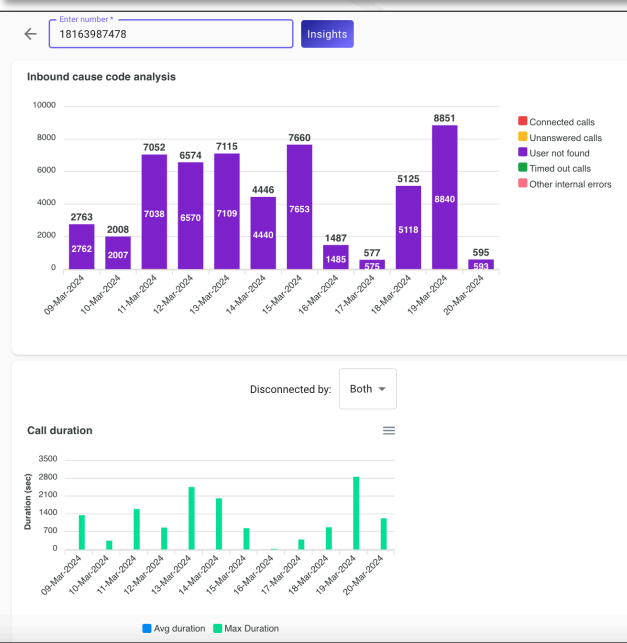 Enter number *
18163987478
Insights
Inbound cause code analysis
10000
8000
6000
4000
2000
0
2763
2762
2008
2007
7052
7038
6574
6570
7115
7109
4446
4440
7660
7653
1487
1485
577
575
5125
5118
8851
8840
595
593
09-Mar-2024
10-Mar-2024
11-Mar-2024
12-Mar-2024
13-Mar-2024
14-Mar-2024
15-Mar-2024
16-Mar-2024
17-Mar-2024
18-Mar-2024
19-Mar-2024
20-Mar-2024
Connected calls
Unanswered calls
User not found
Timed out calls
Other internal errors
Disconnected by:
Both
Call duration
Duration (sec)
3500
2800
2100
1400
700
0
09-Mar-2024
10-Mar-2024
11-Mar-2024
12-Mar-2024
13-Mar-2024
14-Mar-2024
15-Mar-2024
16-Mar-2024
17-Mar-2024
18-Mar-2024
19-Mar-2024
20-Mar-2024
Avg duration
Max Duration